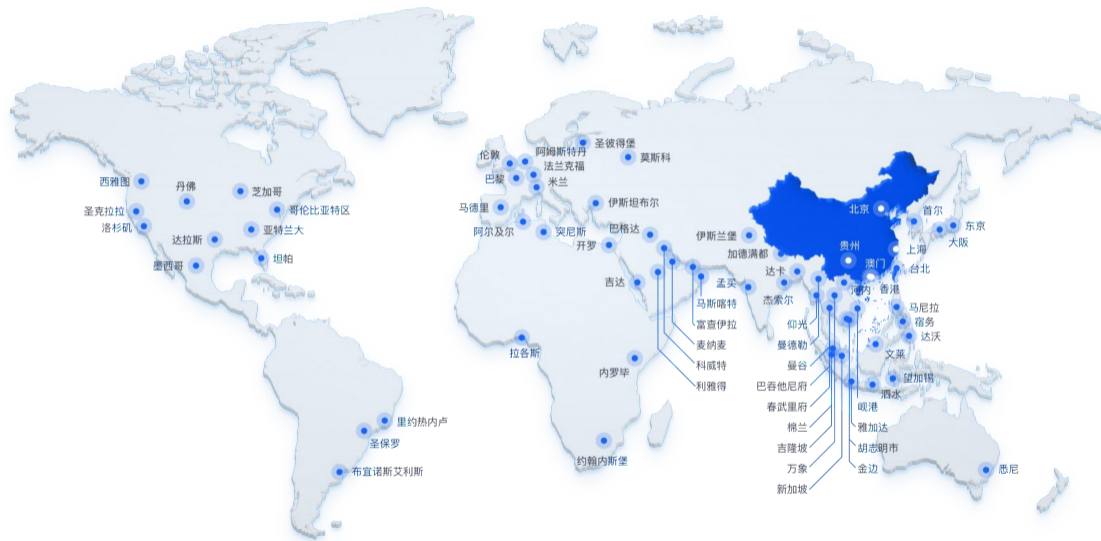 西雅图
丹佛
芝加哥
圣克拉拉
哥伦比亚特区
洛杉矶
亚特兰大
达拉斯
墨西哥
坦帕
里约热内卢
圣保罗
布宜诺斯艾利斯
圣彼得堡
伦敦
阿姆斯特丹
莫斯科
法兰克福
巴黎
米兰
马德里
伊斯坦布尔
阿尔及尔
突尼斯
巴格达
开罗
吉达
马斯喀特
富查伊拉
麦纳麦
科威特
利雅得
拉各斯
内罗毕
约翰内斯堡
北京
首尔
东京
大阪
伊斯兰堡
上海
加德满都
贵州
澳门
台北
达卡
孟买
河内
香港
杰索尔
马尼拉
仰光
宿务
曼德勒
达沃
曼谷
文莱
巴吞他尼府
望加锡
泗水
春武里府
岘港
棉兰
雅加达
吉隆坡
胡志明市
万象
金边
新加坡
悉尼